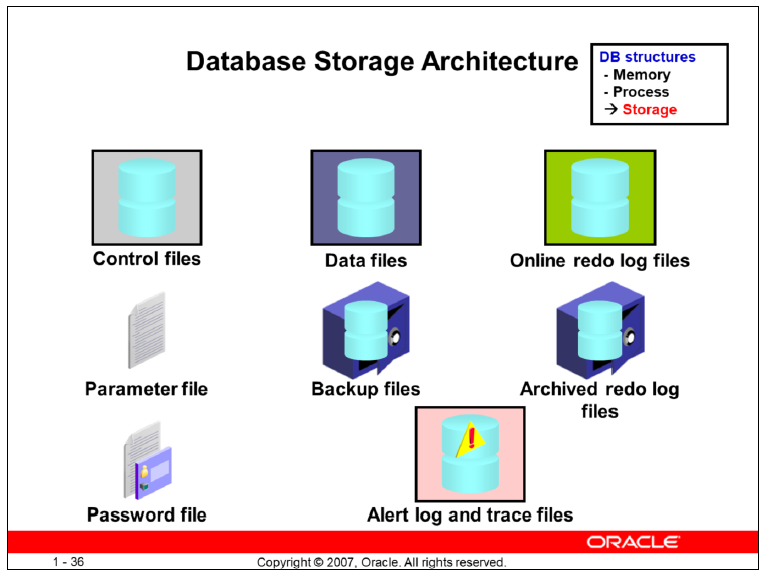 Database Storage Architecture
DB structures
- Memory
- Process
→ Storage
Control files
Data files
Online redo log files
Parameter file
Backup files
Archived redo log
files
Password file
Alert log and trace files
ORACLE
1 - 36
Copyright © 2007, Oracle. All rights reserved.